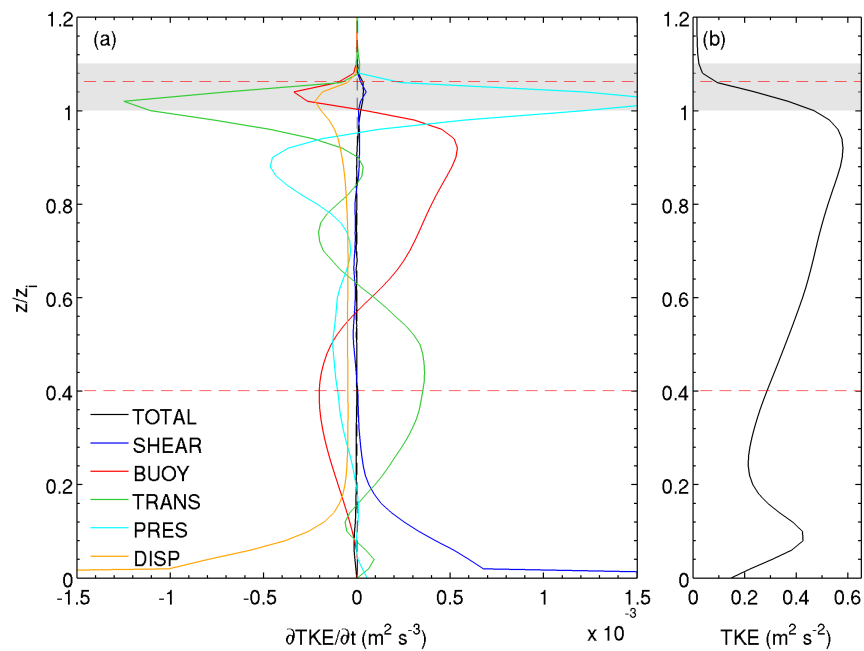 (a)
(b)
1.2
1
0.8
0.6
0.4
0.2
0
z/z_i
TOTAL
SHEAR
BUOY
TRANS
PRES
DISP
-1.5 -1 -0.5 0 0.5 1 1.5
x 10^-3
∂TKE/∂t (m² s⁻³)
1.2
1
0.8
0.6
0.4
0.2
0
0 0.2 0.4 0.6
TKE (m² s⁻²)